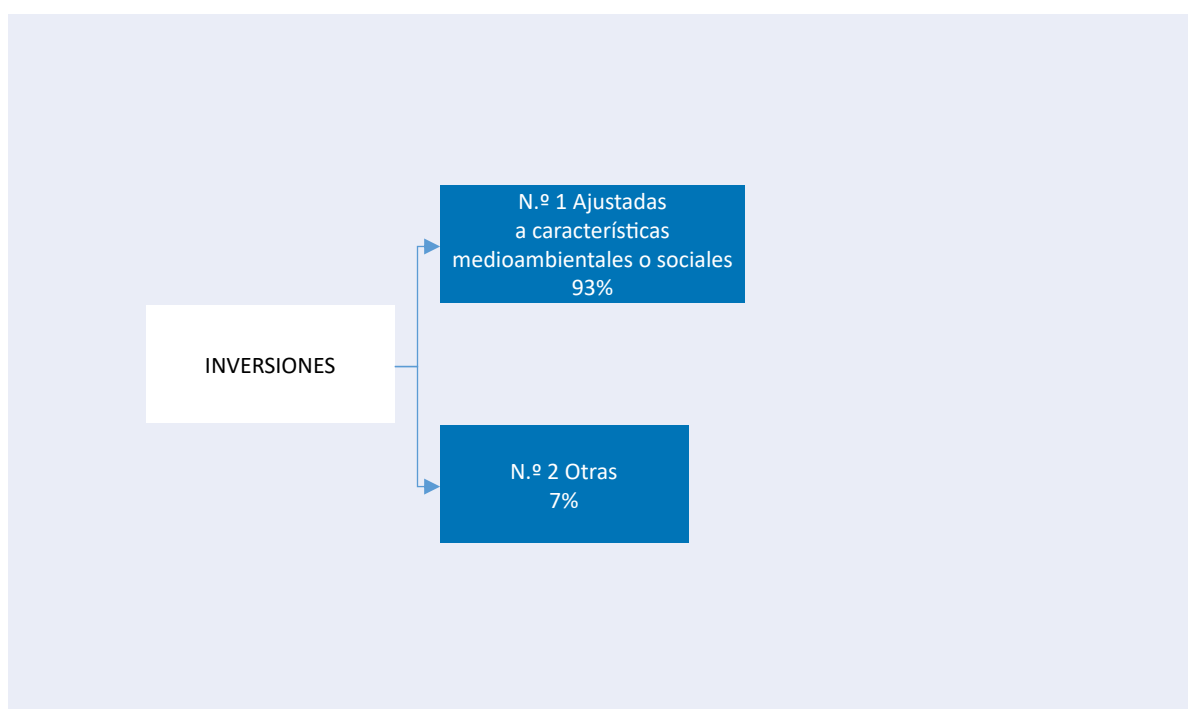 N.º 1 Ajustadas
a características
medioambientales o sociales
93%
INVERSIONES
N.º 2 Otras
7%